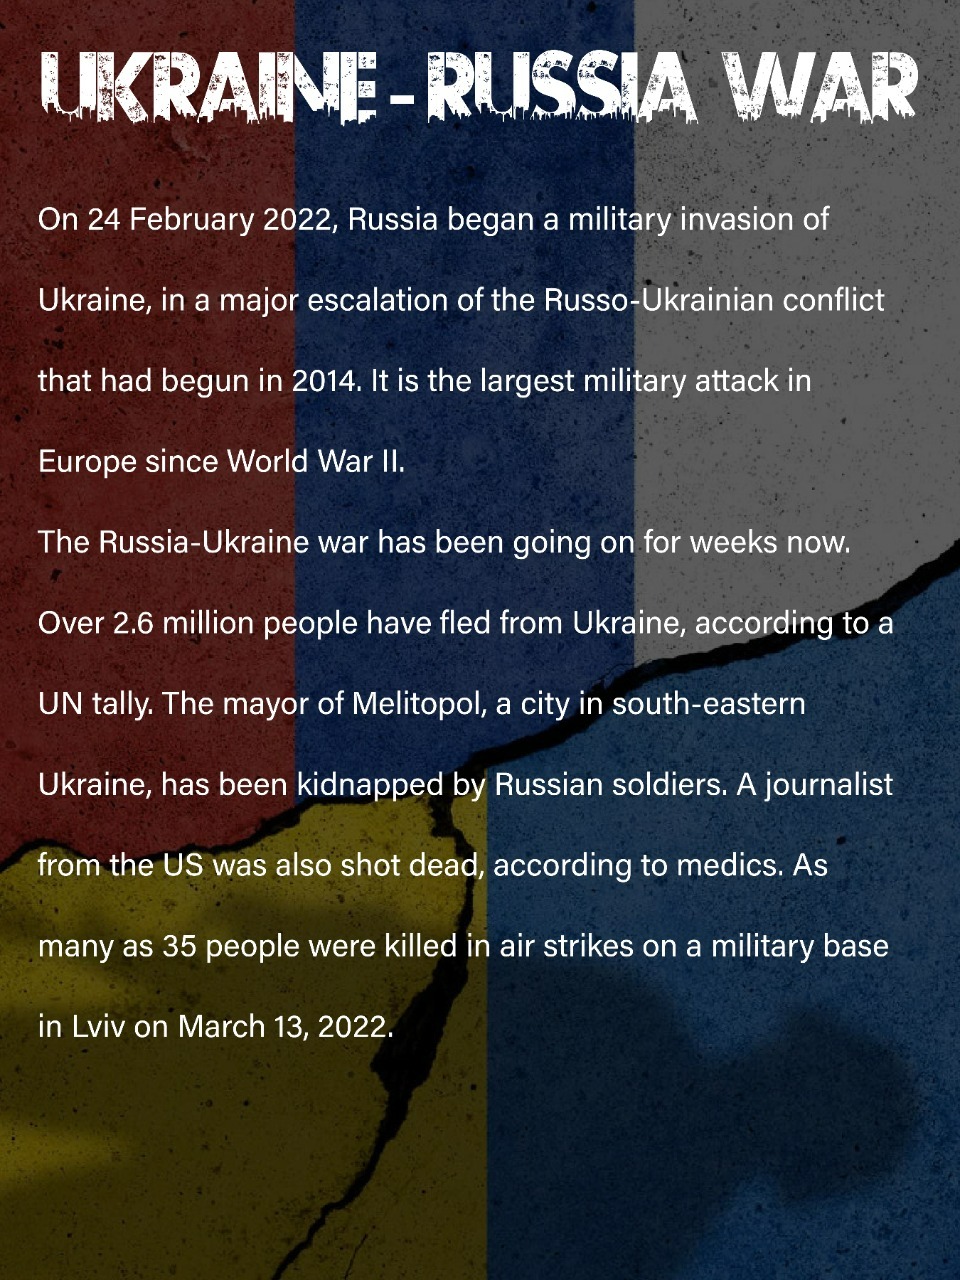 UKRAINE - RUSSIA WAR
On 24 February 2022, Russia began a military invasion of
Ukraine, in a major escalation of the Russo-Ukrainian conflict
that had begun in 2014. It is the largest military attack in
Europe since World War II.
The Russia-Ukraine war has been going on for weeks now.
Over 2.6 million people have fled from Ukraine, according to a
UN tally. The mayor of Melitopol, a city in south-eastern
Ukraine, has been kidnapped by Russian soldiers. A journalist
from the US was also shot dead, according to medics. As
many as 35 people were killed in air strikes on a military base
in Lviv on March 13, 2022.